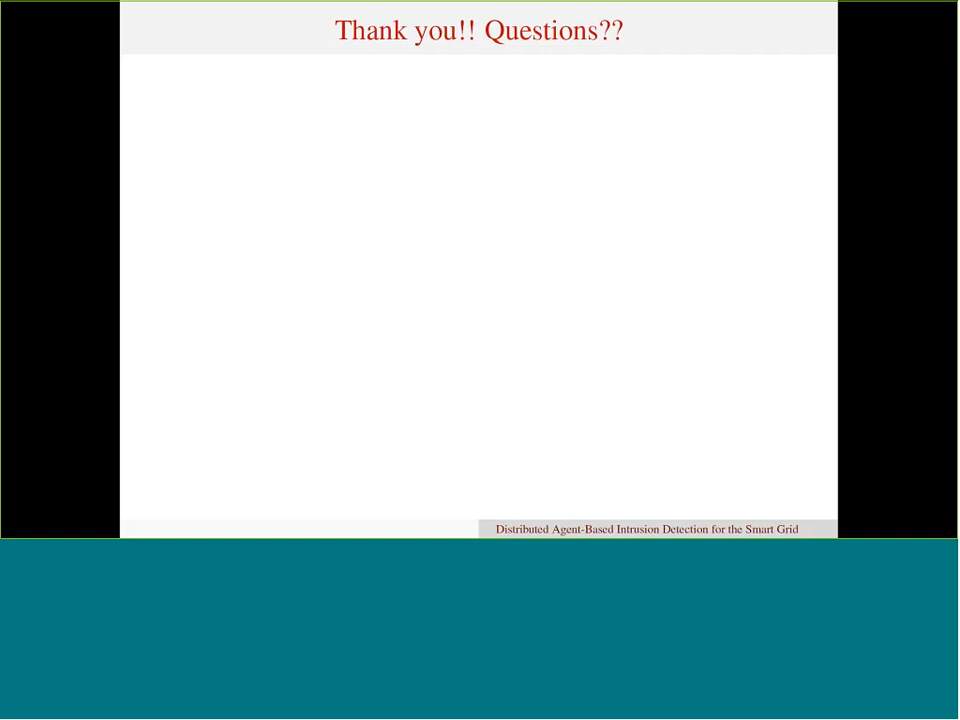 Thank you!! Questions??
Distributed Agent-Based Intrusion Detection for the Smart Grid